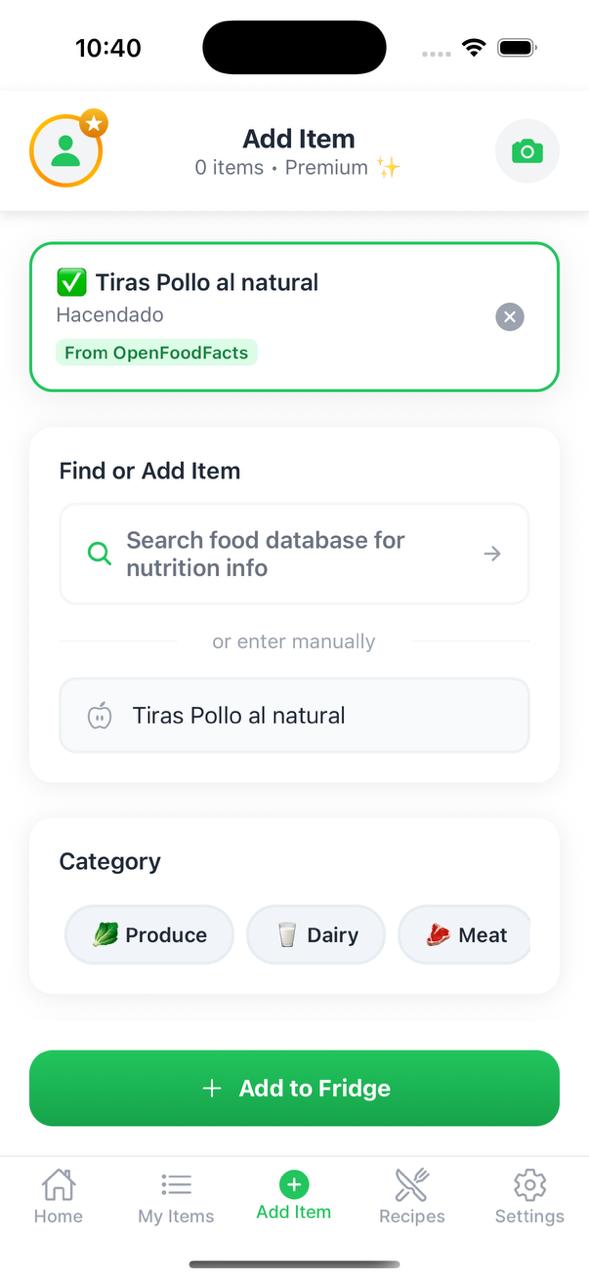 10:40
Add Item
0 items • Premium ✨
✅ Tiras Pollo al natural
Hacendado
From OpenFoodFacts
Find or Add Item
Search food database for
nutrition info
or enter manually
Tiras Pollo al natural
Category
🥬 Produce 🥛 Dairy 🥩 Meat
+ Add to Fridge
Home My Items Add Item Recipes Settings